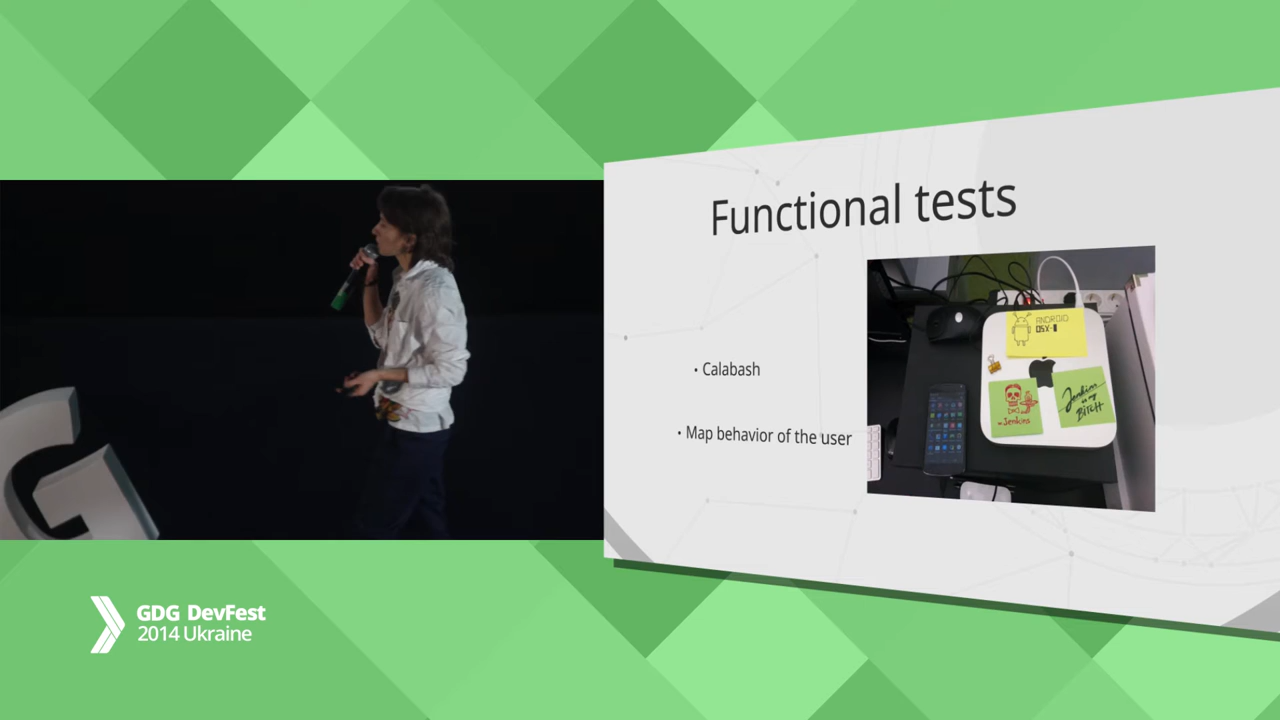 Functional tests
• Calabash
• Map behavior of the user
ANDROID
OSX-
Jenkins
Jenkins
is my
BiTCH
G
GDG DevFest
2014 Ukraine